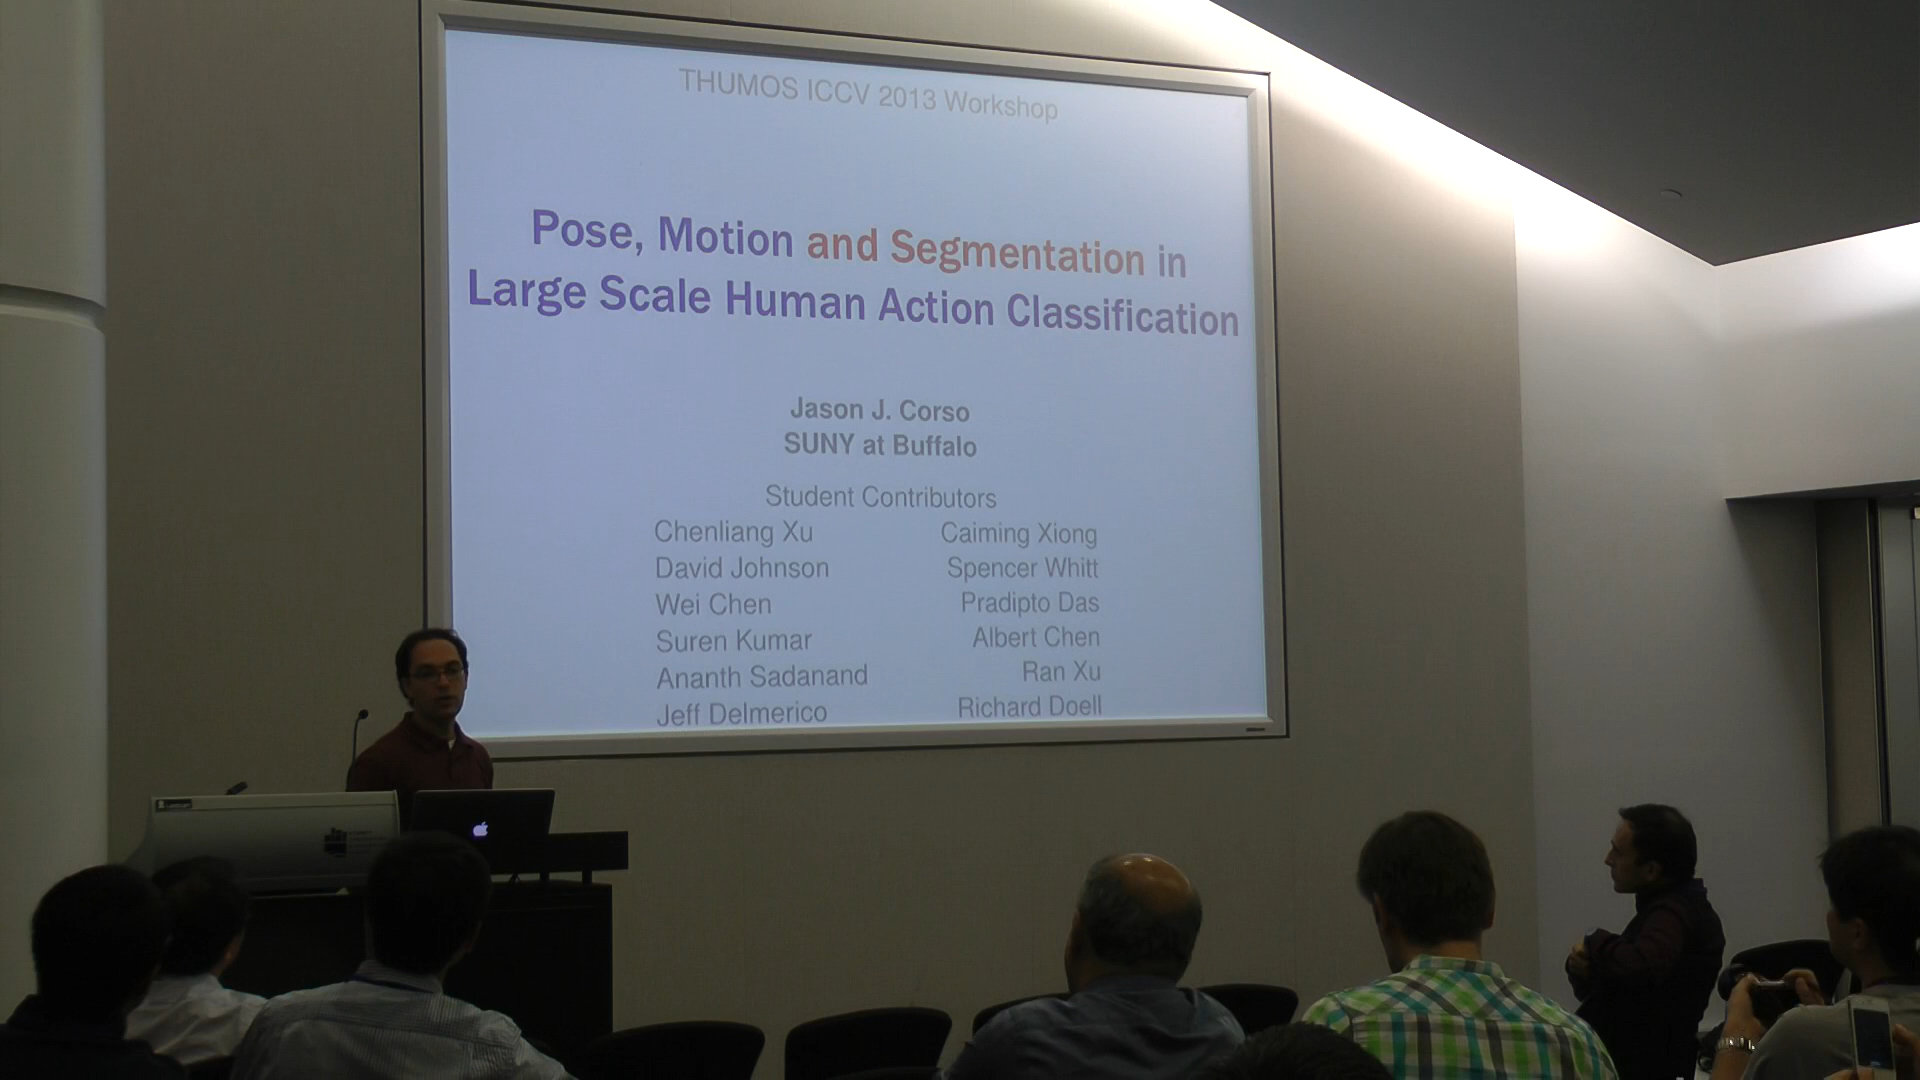 THUMOS ICCV 2013 Workshop
Pose, Motion and Segmentation in
Large Scale Human Action Classification
Jason J. Corso
SUNY at Buffalo
Student Contributors
Chenliang Xu Caiming Xiong
David Johnson Spencer Whitt
Wei Chen Pradipto Das
Suren Kumar Albert Chen
Ananth Sadanand Ran Xu
Jeff Delmerico Richard Doell